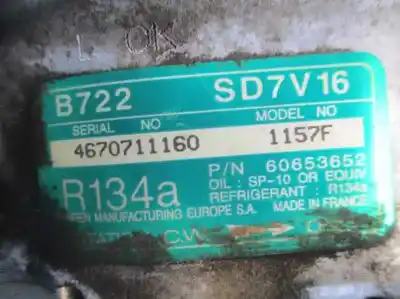 L OK
B722 SD7V16
SERIAL NO MODEL NO
4670711160 1157F
P/N 60653652
R134a OIL: SP-10 OR EQUIV
REFRIGERANT: R134a
MANUFACTURING EUROPE S.A. MADE IN FRANCE
C.W.